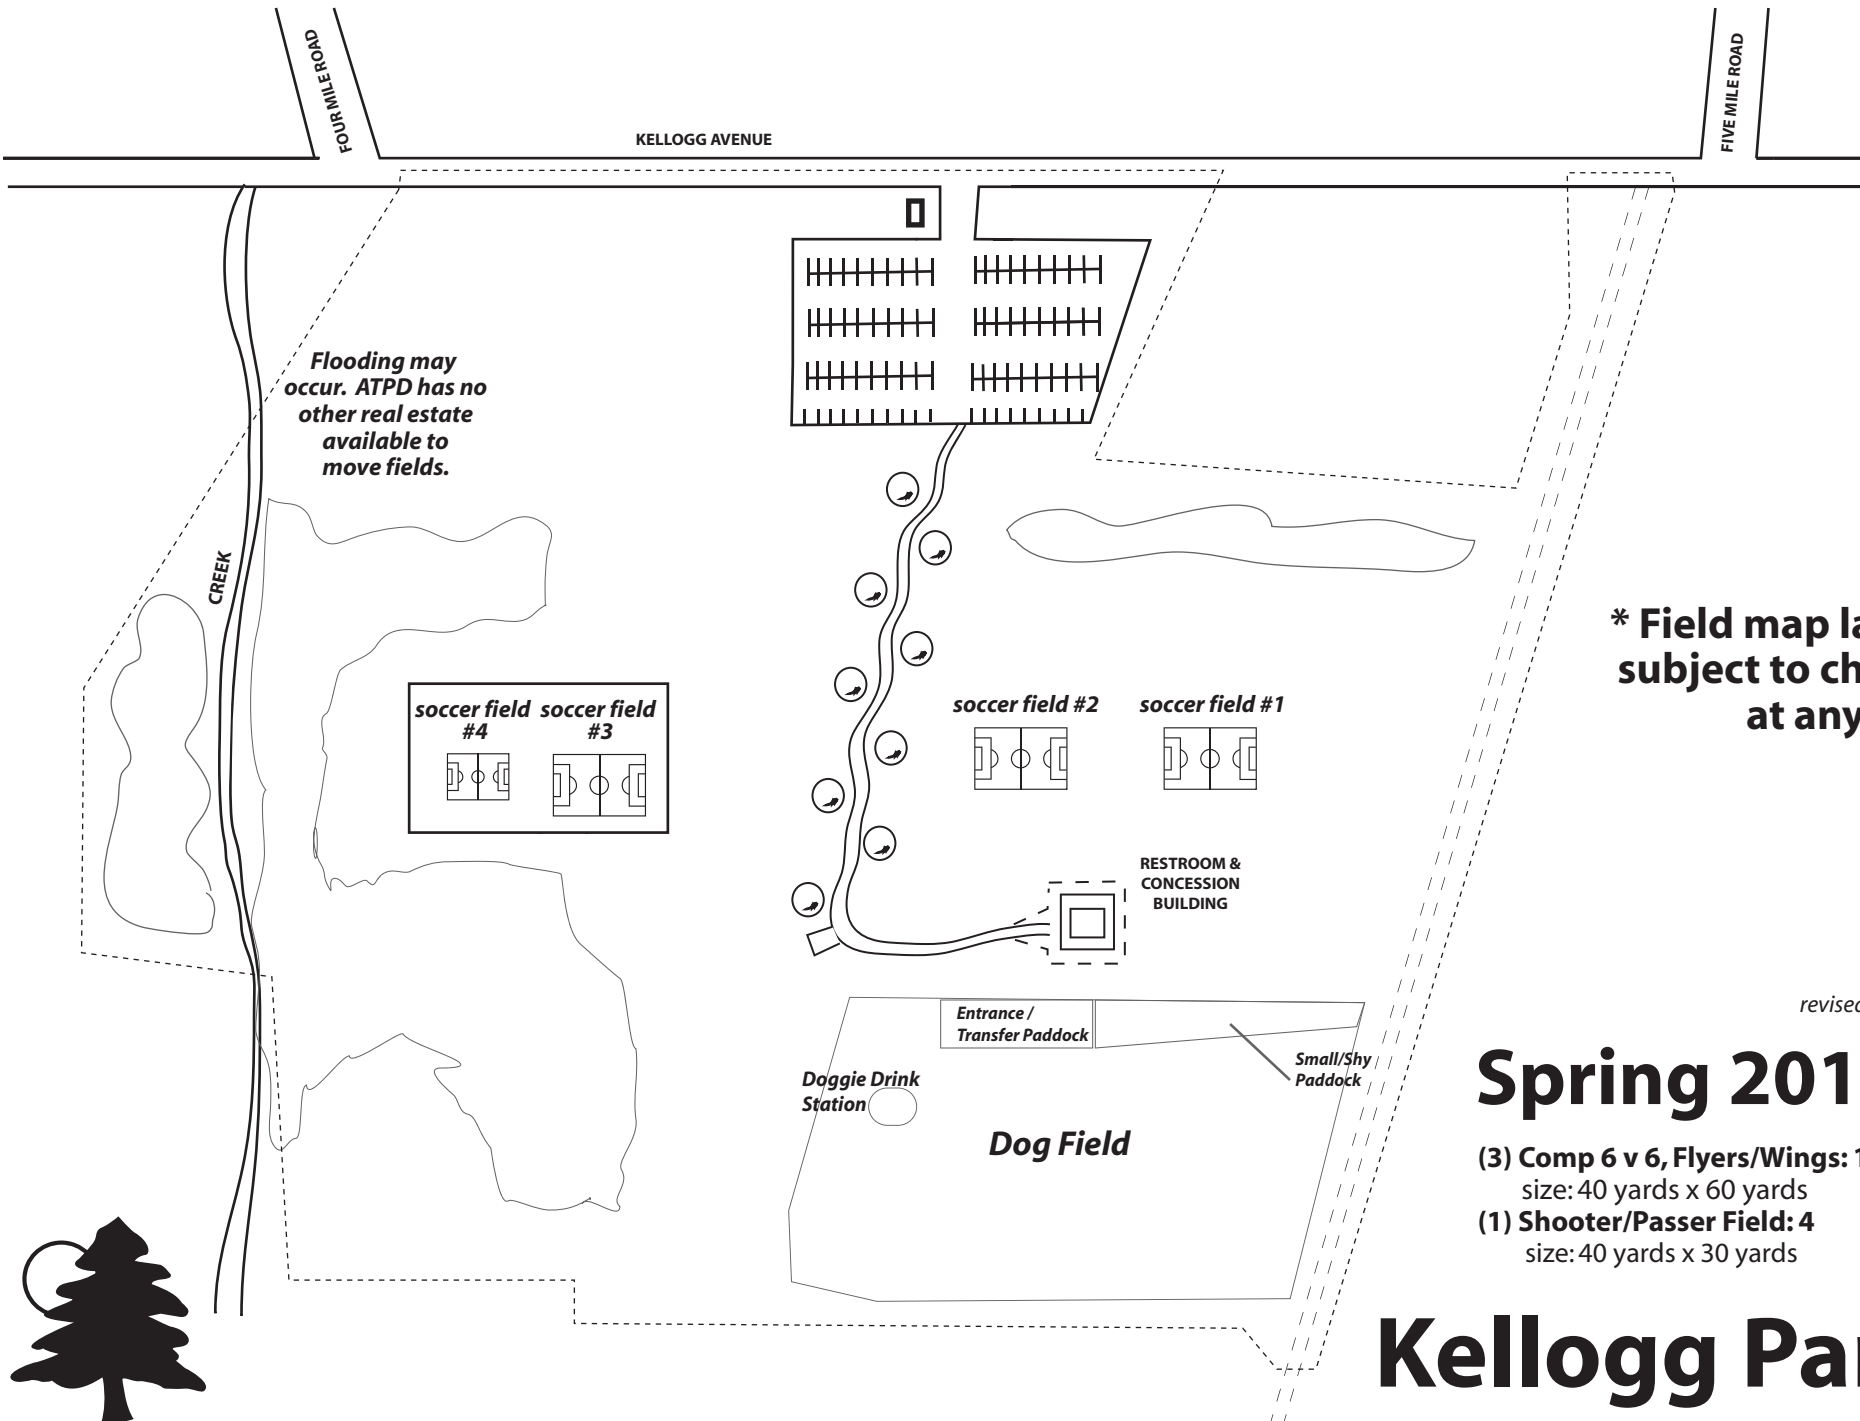 FOUR MILE ROAD
FIVE MILE ROAD
KELLOGG AVENUE
Flooding may
occur. ATPD has no
other real estate
available to
move fields.
CREEK
* Field map la
subject to ch
at any
soccer field
#4
soccer field
#3
soccer field #2
soccer field #1
RESTROOM &
CONCESSION
BUILDING
Entrance /
Transfer Paddock
Small/Shy
Paddock
Doggie Drink
Station
Dog Field
revised
Spring 201
(3) Comp 6 v 6, Flyers/Wings: 1
size: 40 yards x 60 yards
(1) Shooter/Passer Field: 4
size: 40 yards x 30 yards
Kellogg Par